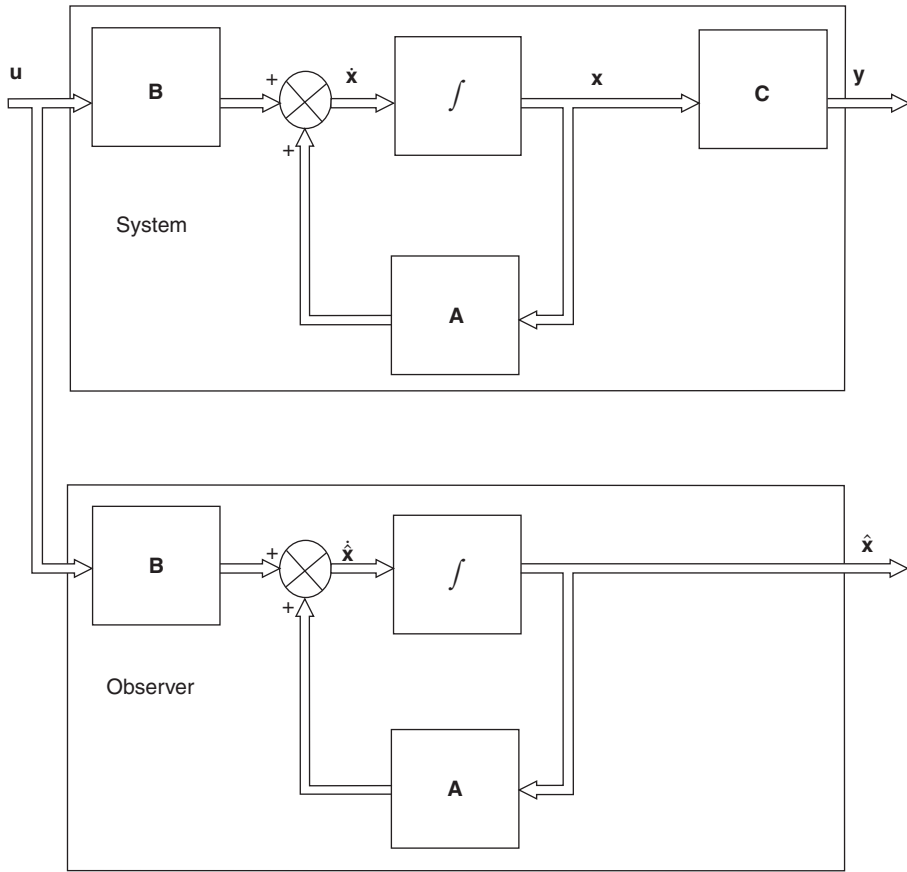 u
B
+
ẋ
∫
x
C
y
+
System
A
B
+
x̂̇
∫
x̂
+
Observer
A